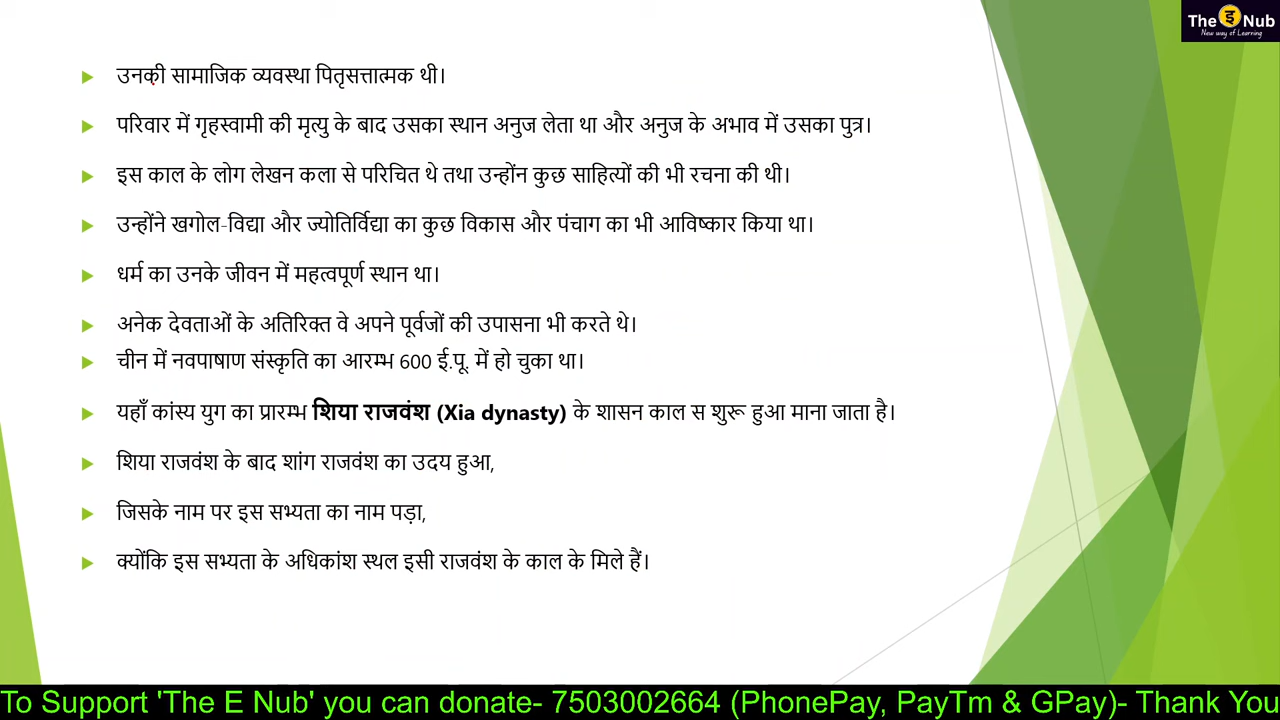 The इ Nub
New way of Learning
उनकी सामाजिक व्यवस्था पितृसत्तात्मक थी।
परिवार में गृहस्वामी की मृत्यु के बाद उसका स्थान अनुज लेता था और अनुज के अभाव में उसका पुत्र।
इस काल के लोग लेखन कला से परिचित थे तथा उन्होंन कुछ साहित्यों की भी रचना की थी।
उन्होंने खगोल-विद्या और ज्योतिर्विद्या का कुछ विकास और पंचाग का भी आविष्कार किया था।
धर्म का उनके जीवन में महत्वपूर्ण स्थान था।
अनेक देवताओं के अतिरिक्त वे अपने पूर्वजों की उपासना भी करते थे।
चीन में नवपाषाण संस्कृति का आरम्भ 600 ई.पू. में हो चुका था।
यहाँ कांस्य युग का प्रारम्भ शिया राजवंश (Xia dynasty) के शासन काल स शुरू हुआ माना जाता है।
शिया राजवंश के बाद शांग राजवंश का उदय हुआ,
जिसके नाम पर इस सभ्यता का नाम पड़ा,
क्योंकि इस सभ्यता के अधिकांश स्थल इसी राजवंश के काल के मिले हैं।
To Support 'The E Nub' you can donate- 7503002664 (PhonePay, PayTm & GPay)- Thank You